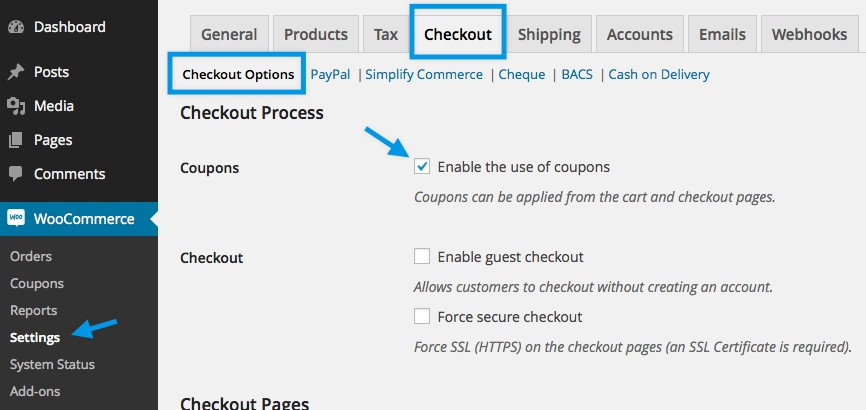 Dashboard
Posts
Media
Pages
Comments
WOO WooCommerce
Orders
Coupons
Reports
Settings
System Status
Add-ons
General Products Tax Checkout Shipping Accounts Emails Webhooks
Checkout Options PayPal | Simplify Commerce | Cheque | BACS | Cash on Delivery
Checkout Process
Coupons Enable the use of coupons
Coupons can be applied from the cart and checkout pages.
Checkout Enable guest checkout
Allows customers to checkout without creating an account.
Force secure checkout
Force SSL (HTTPS) on the checkout pages (an SSL Certificate is required).
Checkout Pages